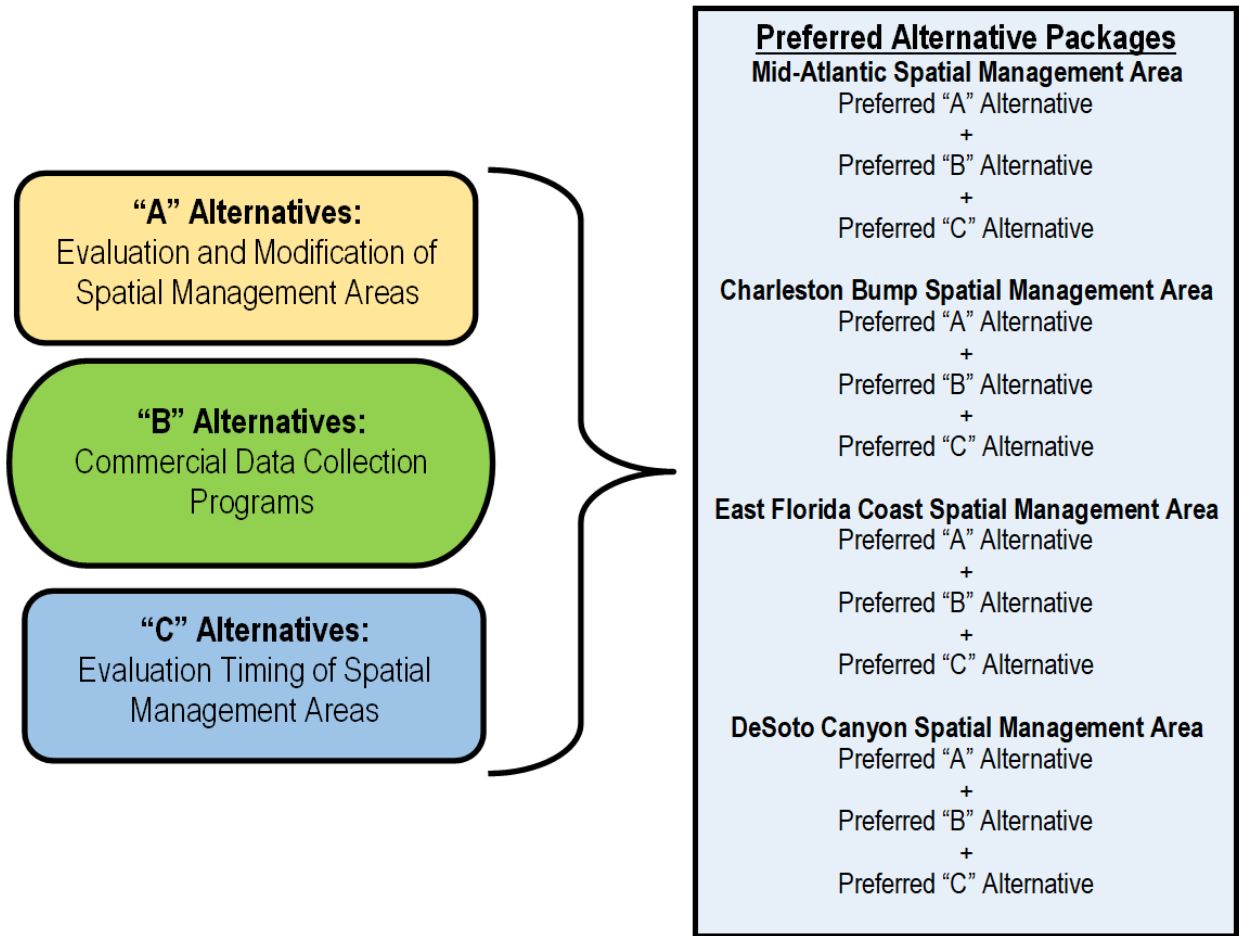 “A” Alternatives:
Evaluation and Modification of
Spatial Management Areas
“B” Alternatives:
Commercial Data Collection
Programs
“C” Alternatives:
Evaluation Timing of Spatial
Management Areas
Preferred Alternative Packages
Mid-Atlantic Spatial Management Area
Preferred “A” Alternative
+
Preferred “B” Alternative
+
Preferred “C” Alternative
Charleston Bump Spatial Management Area
Preferred “A” Alternative
+
Preferred “B” Alternative
+
Preferred “C” Alternative
East Florida Coast Spatial Management Area
Preferred “A” Alternative
+
Preferred “B” Alternative
+
Preferred “C” Alternative
DeSoto Canyon Spatial Management Area
Preferred “A” Alternative
+
Preferred “B” Alternative
+
Preferred “C” Alternative